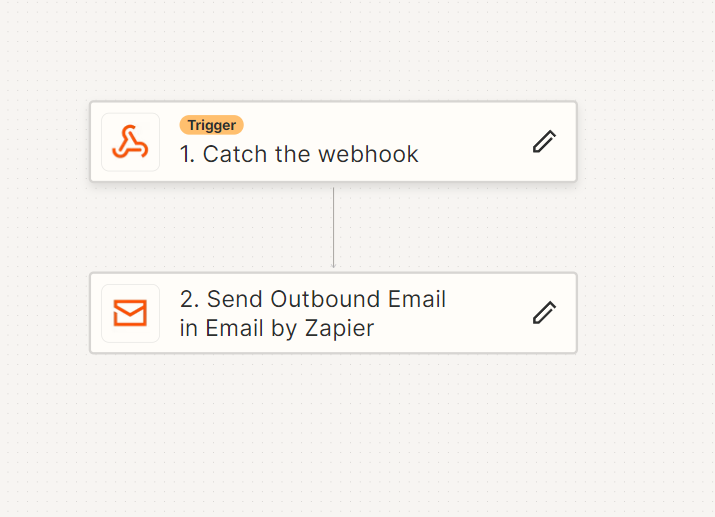 Trigger
1. Catch the webhook
2. Send Outbound Email
in Email by Zapier